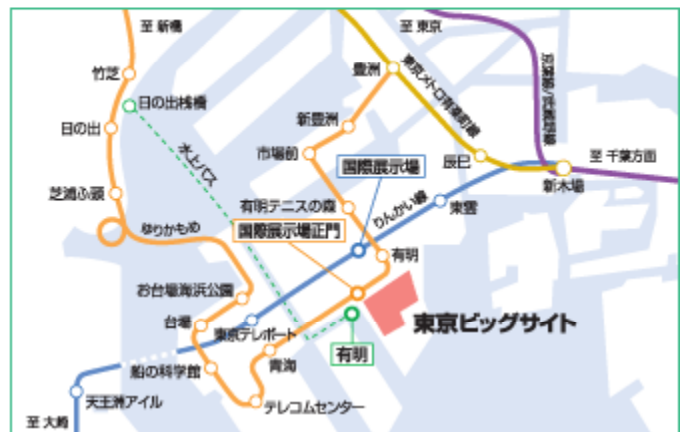 至 新橋
至 東京
竹芝
豊洲
東京メトロ有楽町線
京葉線/武蔵野線
日の出桟橋
日の出
新豊洲
水上バス
市場前
国際展示場
辰巳
至 千葉方面
新木場
芝浦ふ頭
有明テニスの森
りんかい線
東雲
ゆりかもめ
国際展示場正門
有明
お台場海浜公園
台場
東京テレポート
東京ビッグサイト
有明
青海
船の科学館
天王洲アイル
テレコムセンター
至 大崎